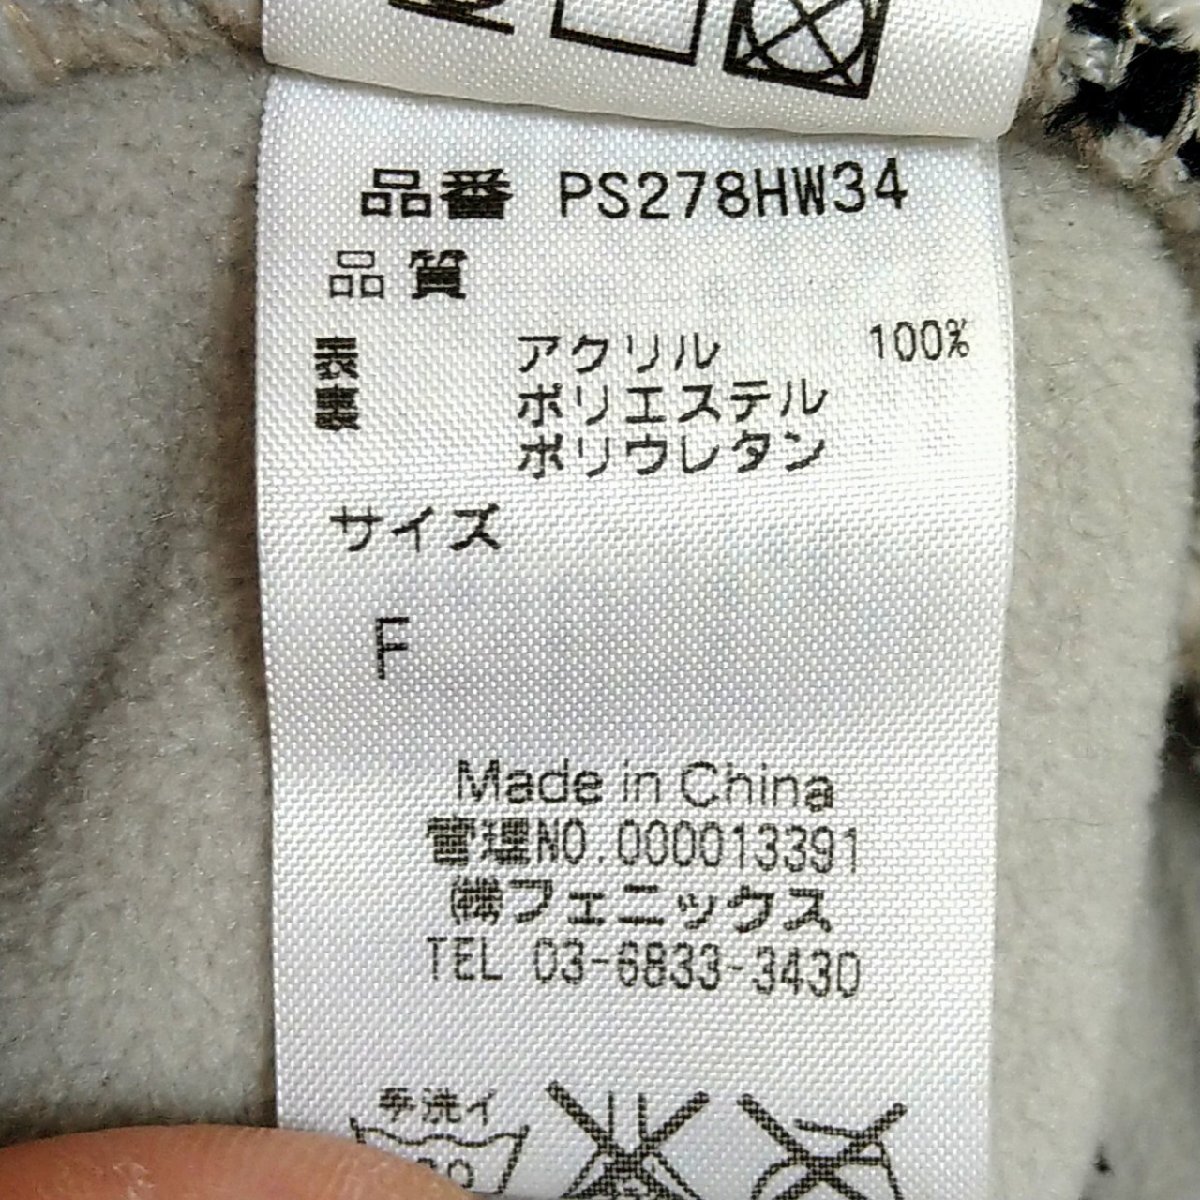 品番 PS278HW34
品質
表 アクリル 100%
裏 ポリエステル
ポリウレタン
サイズ
F
Made in China
管理NO.000013391
㈱フェニックス
TEL 03-6833-3430
手洗イ